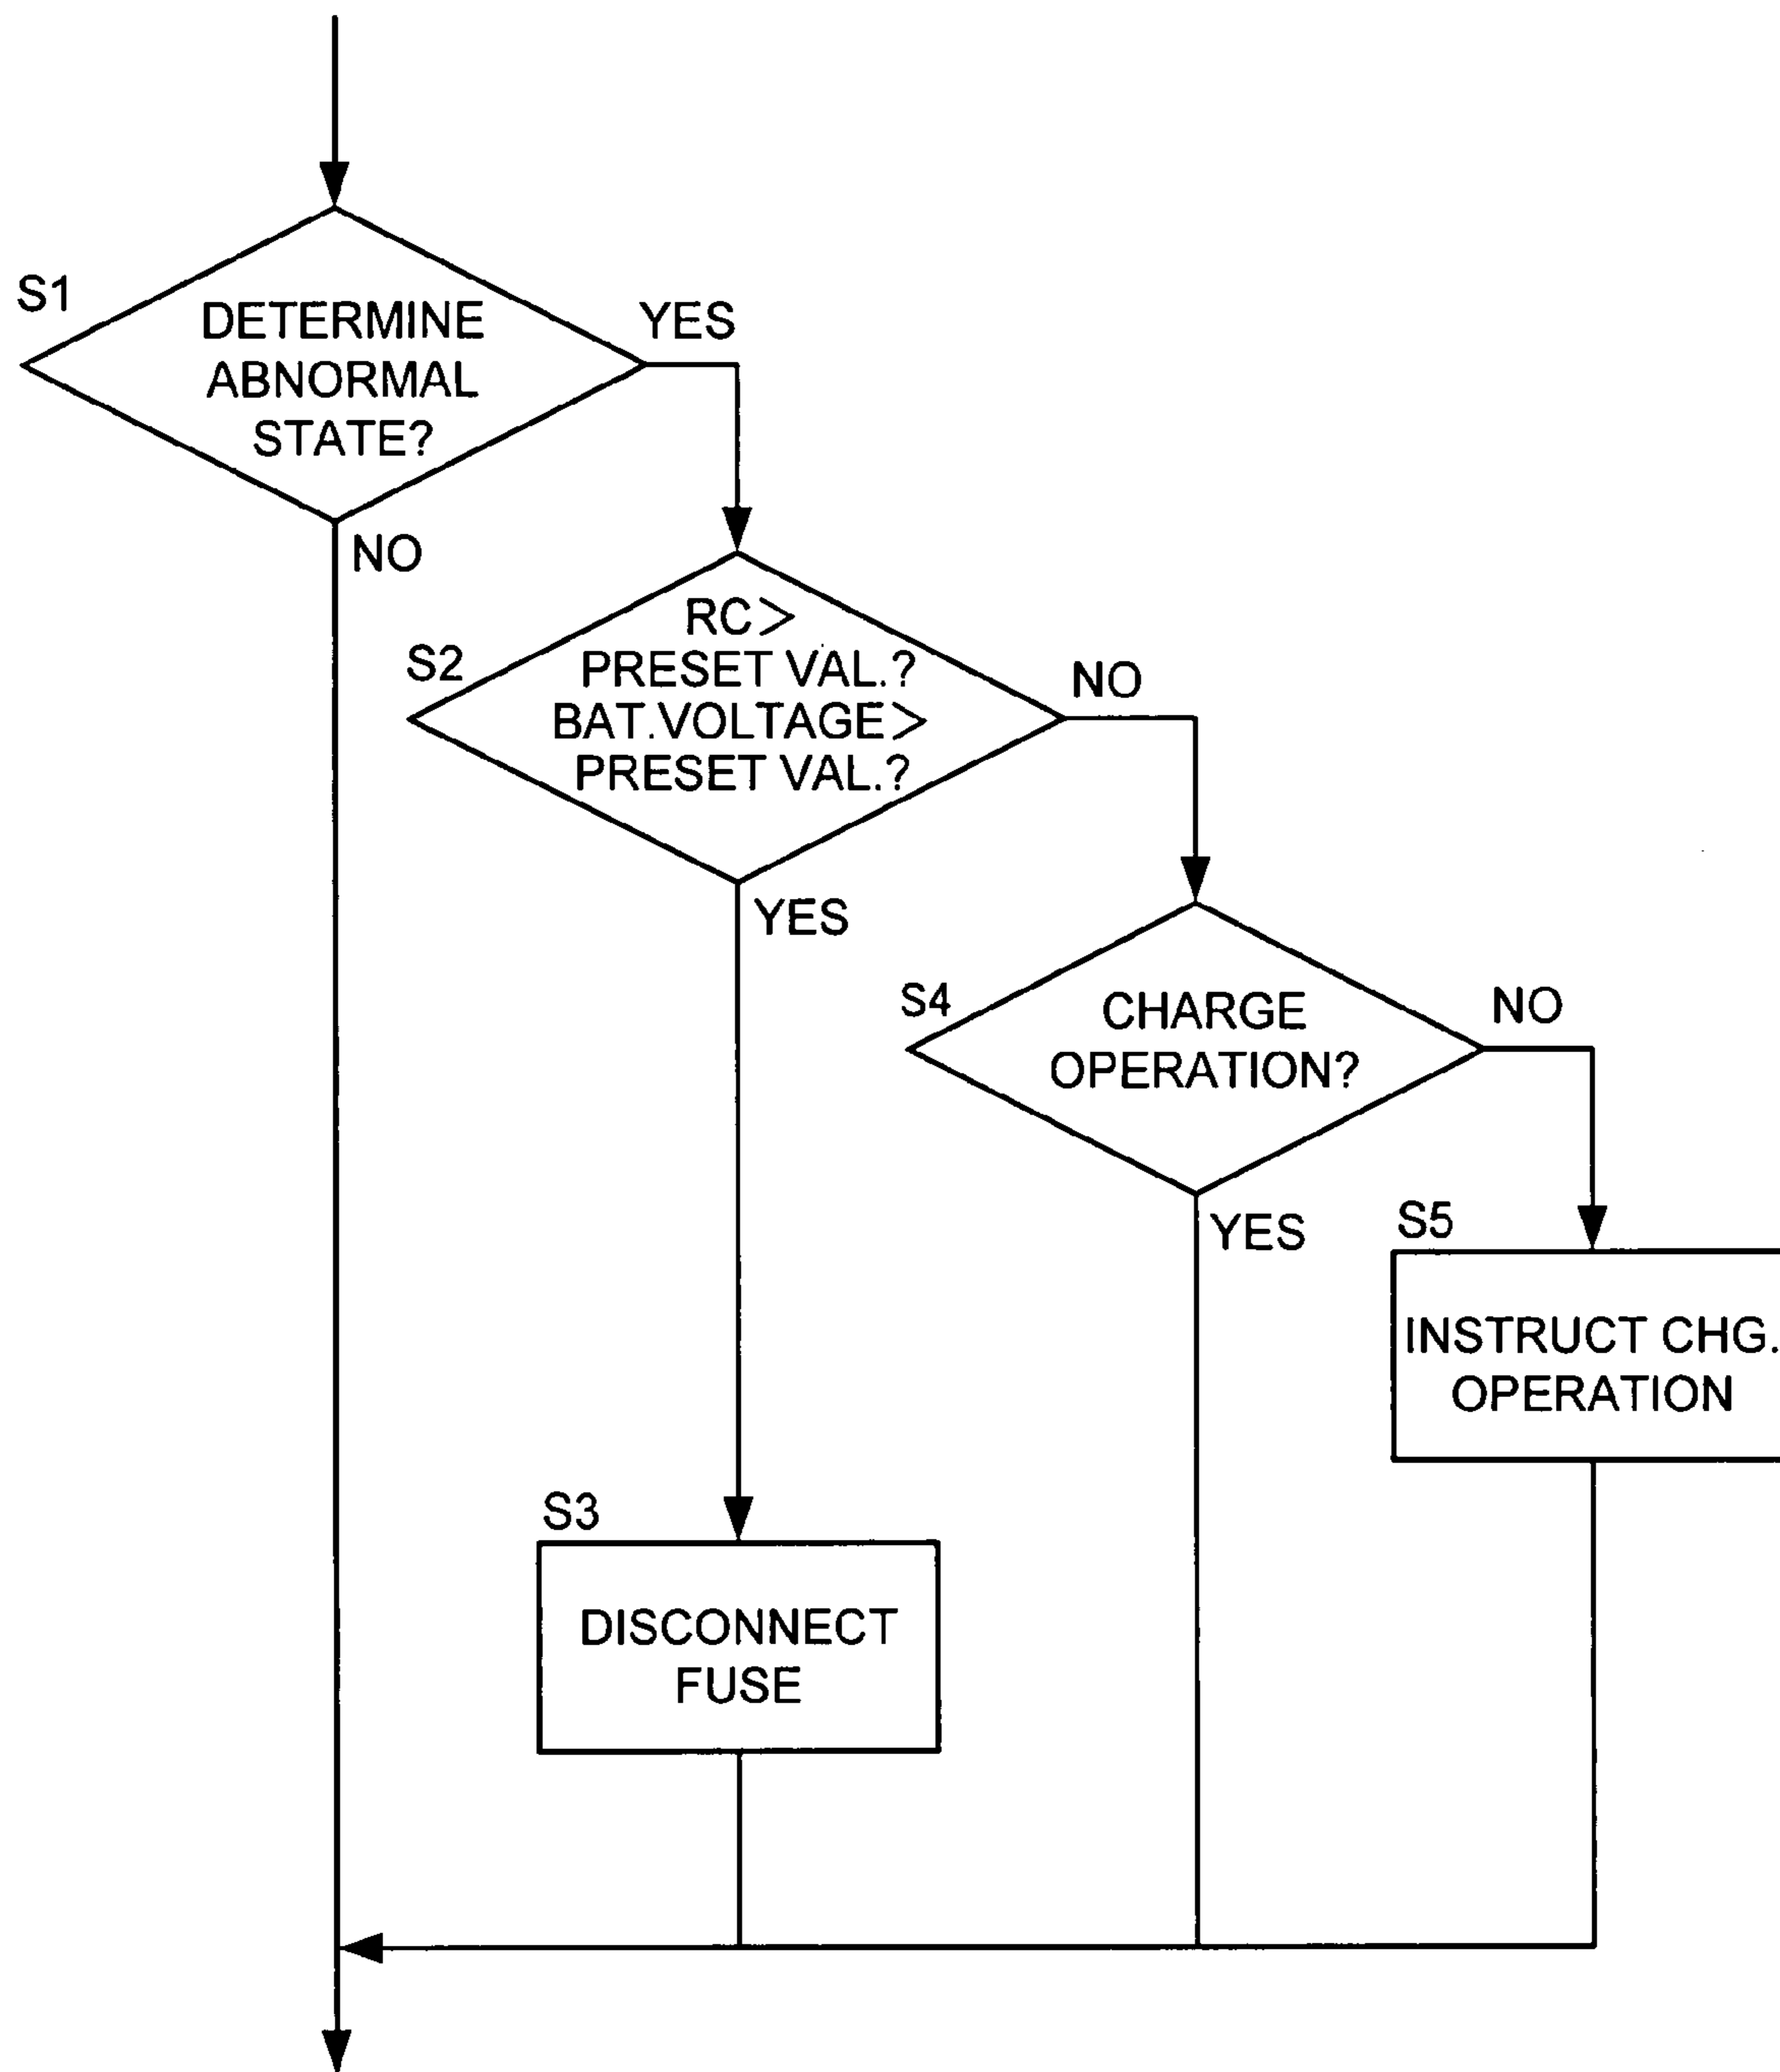 S1
DETERMINE
ABNORMAL
STATE?
YES
NO
S2
RC>
PRESET VAL.?
BAT.VOLTAGE>
PRESET VAL.?
NO
YES
S4
CHARGE
OPERATION?
NO
YES
S5
INSTRUCT CHG.
OPERATION
S3
DISCONNECT
FUSE